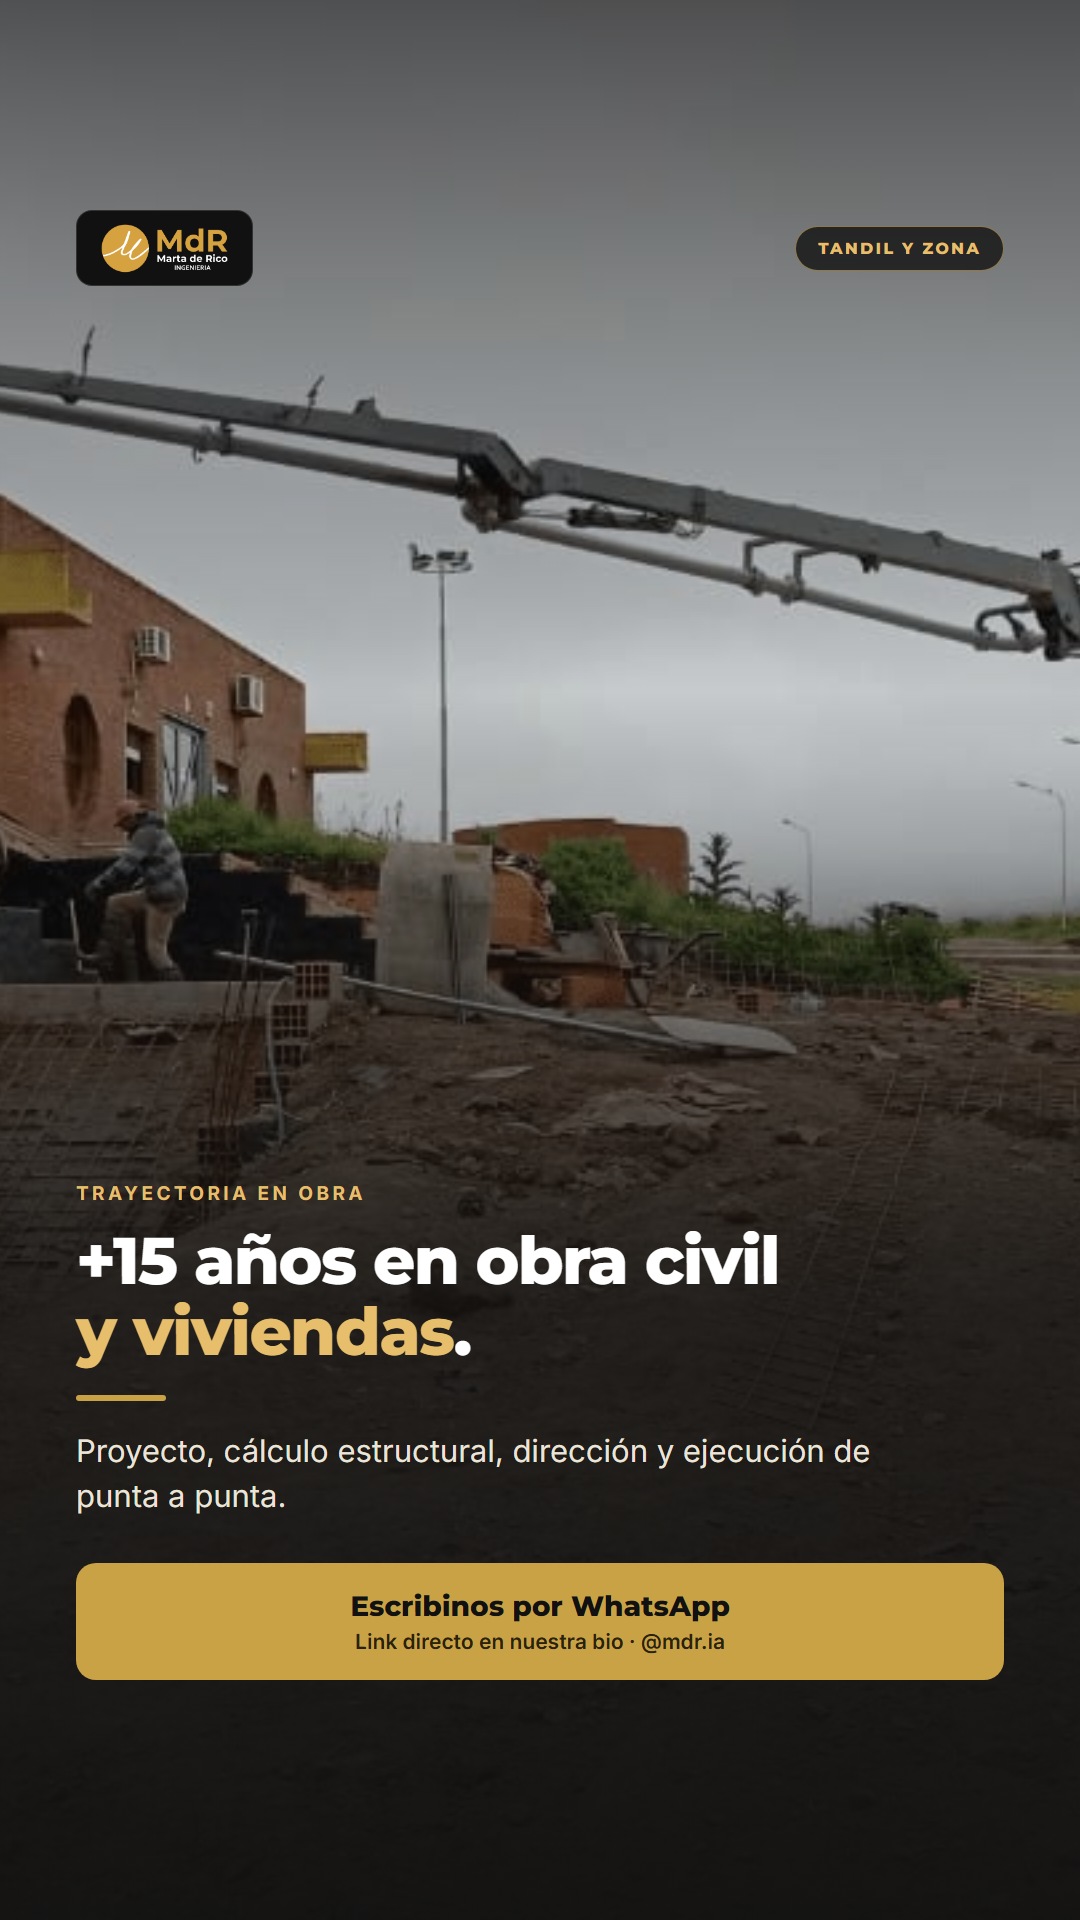 MdR
Marta de Rico
INGENIERIA
TANDIL Y ZONA
TRAYECTORIA EN OBRA
+15 años en obra civil
y viviendas.
Proyecto, cálculo estructural, dirección y ejecución de
punta a punta.
Escribinos por WhatsApp
Link directo en nuestra bio · @mdr.ia